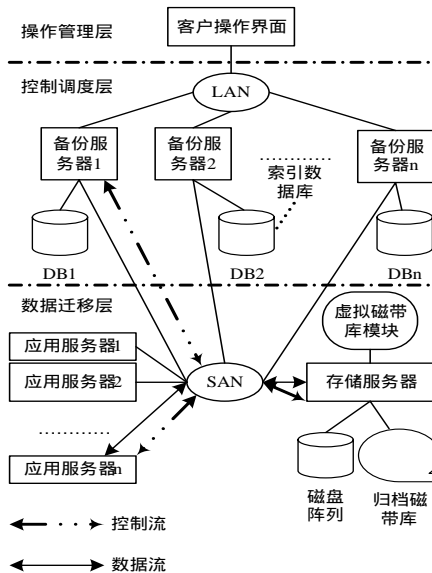 操作管理层
客户操作界面
控制调度层
LAN
备份服
务器1
备份服
务器2
备份服
务器n
索引数
据库
DB1
DB2
DBn
数据迁移层
虚拟磁带
库模块
应用服务器1
应用服务器2
SAN
存储服务器
应用服务器n
磁盘
阵列
归档磁
带库
控制流
数据流